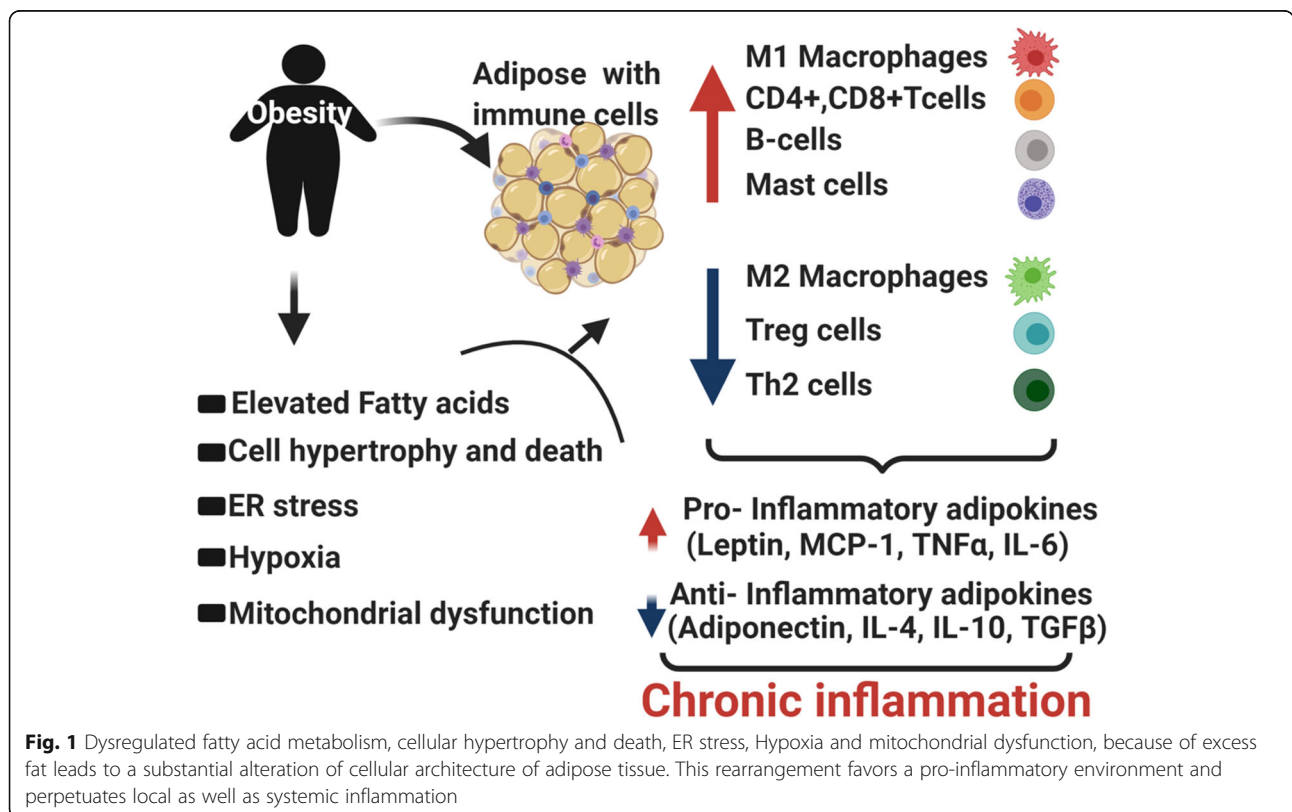 Obesity
Adipose with
immune cells
M1 Macrophages
CD4+,CD8+Tcells
B-cells
Mast cells
M2 Macrophages
Treg cells
Th2 cells
Elevated Fatty acids
Cell hypertrophy and death
ER stress
Hypoxia
Mitochondrial dysfunction
Pro- Inflammatory adipokines
(Leptin, MCP-1, TNFα, IL-6)
Anti- Inflammatory adipokines
(Adiponectin, IL-4, IL-10, TGFβ)
Chronic inflammation
Fig. 1 Dysregulated fatty acid metabolism, cellular hypertrophy and death, ER stress, Hypoxia and mitochondrial dysfunction, because of excess
fat leads to a substantial alteration of cellular architecture of adipose tissue. This rearrangement favors a pro-inflammatory environment and
perpetuates local as well as systemic inflammation